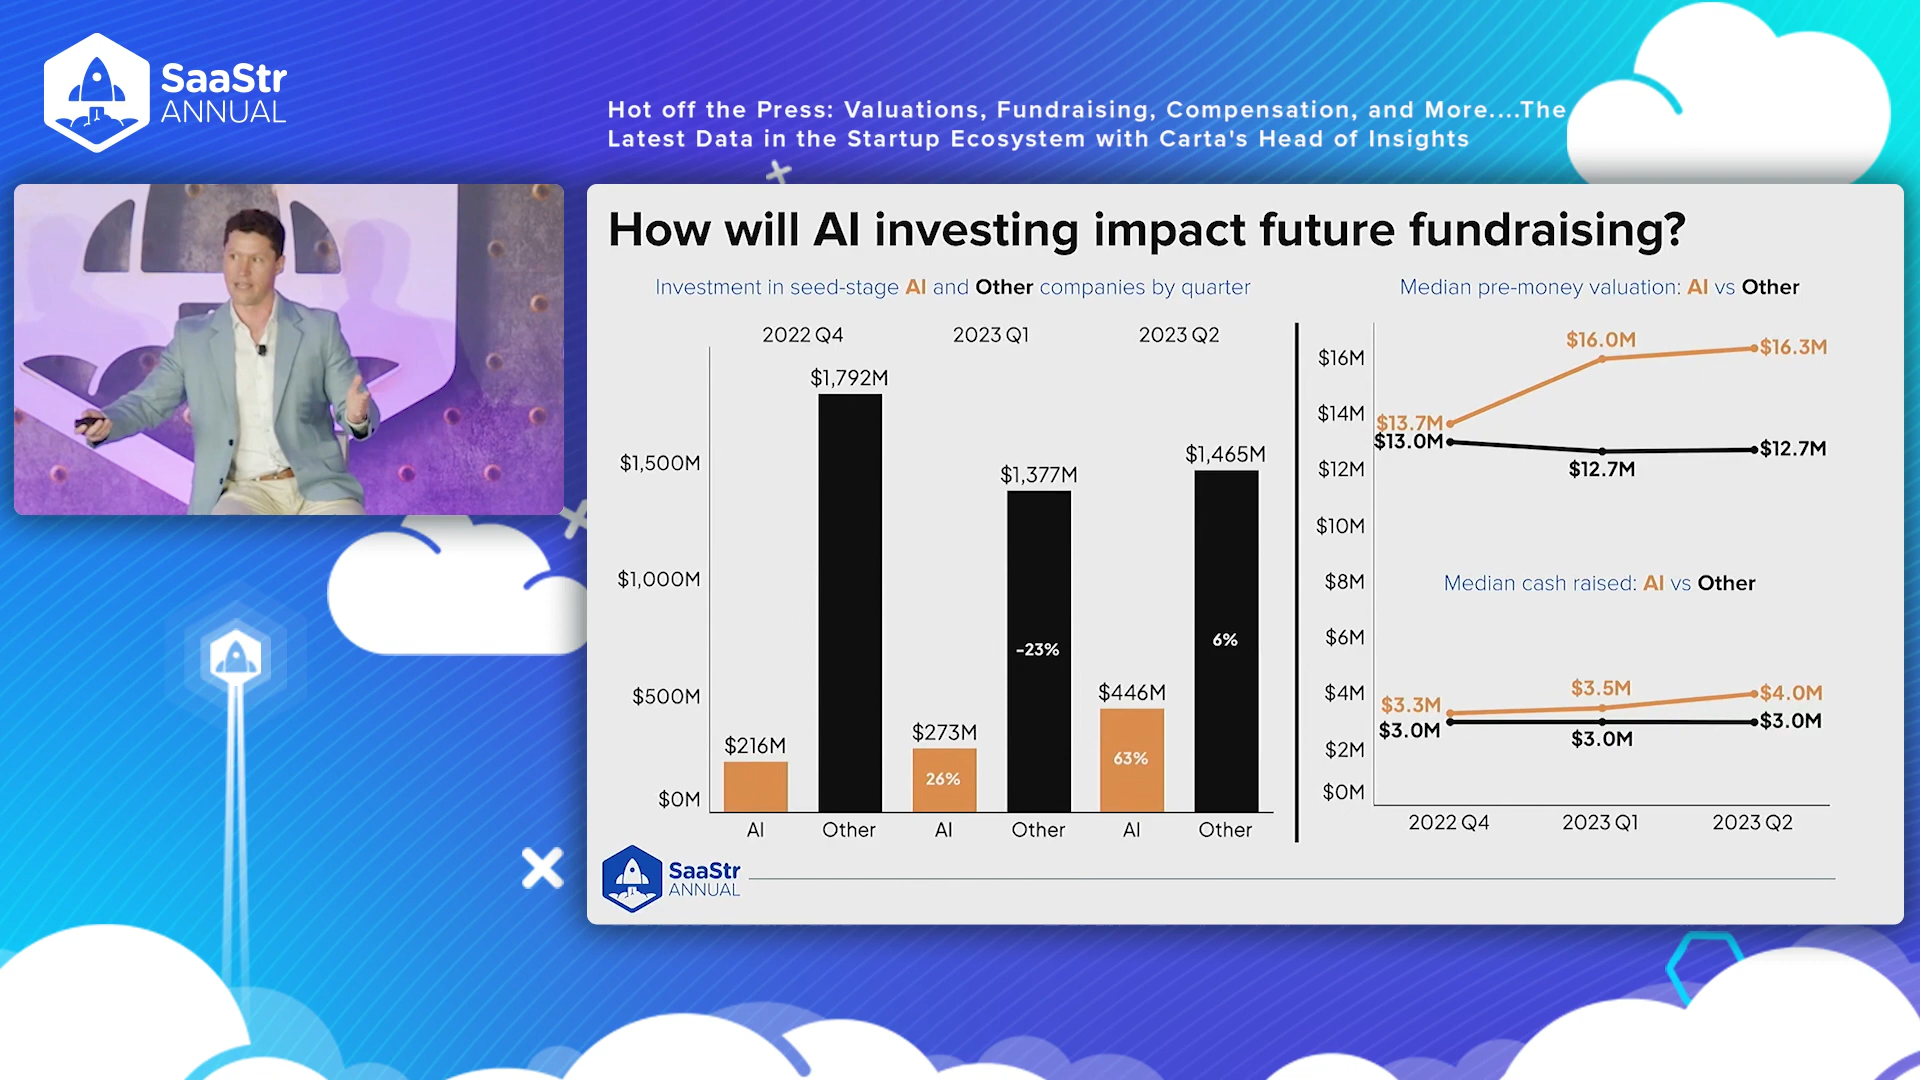 SaaStr
ANNUAL
Hot off the Press: Valuations, Fundraising, Compensation, and More....The
Latest Data in the Startup Ecosystem with Carta's Head of Insights
How will AI investing impact future fundraising?
Investment in seed-stage AI and Other companies by quarter
2022 Q4 2023 Q1 2023 Q2
$1,500M
$1,000M
$500M
$0M
$216M
$1,792M
$273M
26%
$1,377M
-23%
$446M
63%
$1,465M
6%
AI Other AI Other AI Other
Median pre-money valuation: AI vs Other
$16M
$14M
$12M
$10M
$8M
$6M
$4M
$2M
$0M
$13.7M
$16.0M
$16.3M
$13.0M
$12.7M
$12.7M
Median cash raised: AI vs Other
$3.3M
$3.5M
$4.0M
$3.0M
$3.0M
$3.0M
2022 Q4 2023 Q1 2023 Q2
SaaStr
ANNUAL